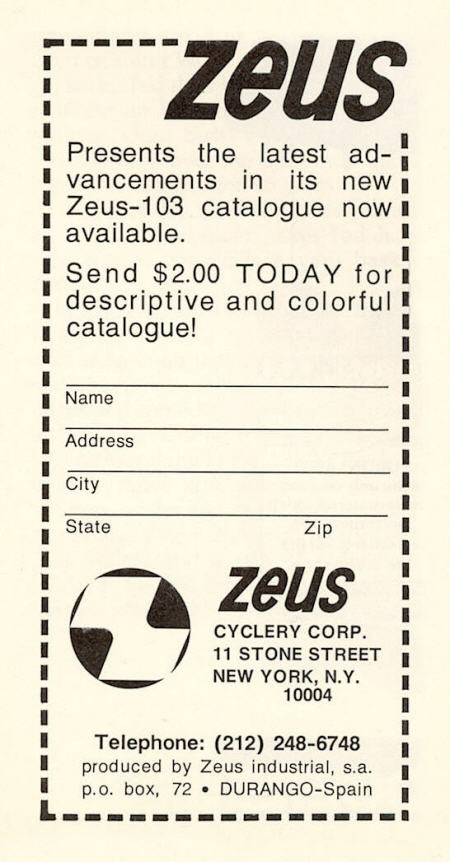 zeus
Presents the latest ad-
vancements in its new
Zeus-103 catalogue now
available.
Send $2.00 TODAY for
descriptive and colorful
catalogue!
Name
Address
City
State Zip
zeus
CYCLERY CORP.
11 STONE STREET
NEW YORK, N.Y.
10004
Telephone: (212) 248-6748
produced by Zeus industrial, s.a.
p.o. box, 72 • DURANGO-Spain